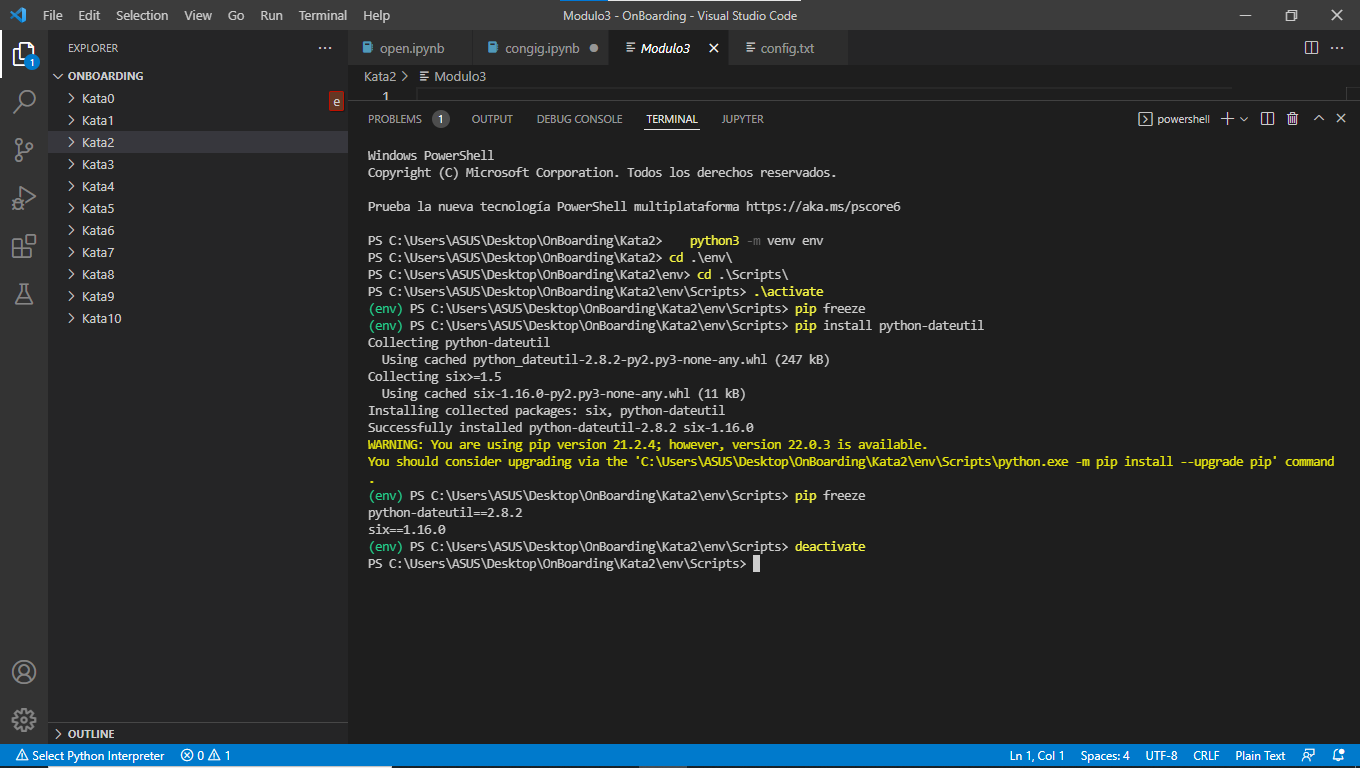 File Edit Selection View Go Run Terminal Help
Modulo3 - OnBoarding - Visual Studio Code
EXPLORER
1
ONBOARDING
Kata0
e
Kata1
Kata2
Kata3
Kata4
Kata5
Kata6
Kata7
Kata8
Kata9
Kata10
OUTLINE
open.ipynb congig.ipynb Modulo3 config.txt
Kata2 > Modulo3
1
PROBLEMS 1 OUTPUT DEBUG CONSOLE TERMINAL JUPYTER
powershell
Windows PowerShell
Copyright (C) Microsoft Corporation. Todos los derechos reservados.
Prueba la nueva tecnología PowerShell multiplataforma https://aka.ms/pscore6
PS C:\Users\ASUS\Desktop\OnBoarding\Kata2>    python3 -m venv env
PS C:\Users\ASUS\Desktop\OnBoarding\Kata2> cd .\env\
PS C:\Users\ASUS\Desktop\OnBoarding\Kata2\env> cd .\Scripts\
PS C:\Users\ASUS\Desktop\OnBoarding\Kata2\env\Scripts> .\activate
(env) PS C:\Users\ASUS\Desktop\OnBoarding\Kata2\env\Scripts> pip freeze
(env) PS C:\Users\ASUS\Desktop\OnBoarding\Kata2\env\Scripts> pip install python-dateutil
Collecting python-dateutil
  Using cached python_dateutil-2.8.2-py2.py3-none-any.whl (247 kB)
Collecting six>=1.5
  Using cached six-1.16.0-py2.py3-none-any.whl (11 kB)
Installing collected packages: six, python-dateutil
Successfully installed python-dateutil-2.8.2 six-1.16.0
WARNING: You are using pip version 21.2.4; however, version 22.0.3 is available.
You should consider upgrading via the 'C:\Users\ASUS\Desktop\OnBoarding\Kata2\env\Scripts\python.exe -m pip install --upgrade pip' command
.
(env) PS C:\Users\ASUS\Desktop\OnBoarding\Kata2\env\Scripts> pip freeze
python-dateutil==2.8.2
six==1.16.0
(env) PS C:\Users\ASUS\Desktop\OnBoarding\Kata2\env\Scripts> deactivate
PS C:\Users\ASUS\Desktop\OnBoarding\Kata2\env\Scripts>
Select Python Interpreter 0 1 Ln 1, Col 1 Spaces: 4 UTF-8 CRLF Plain Text